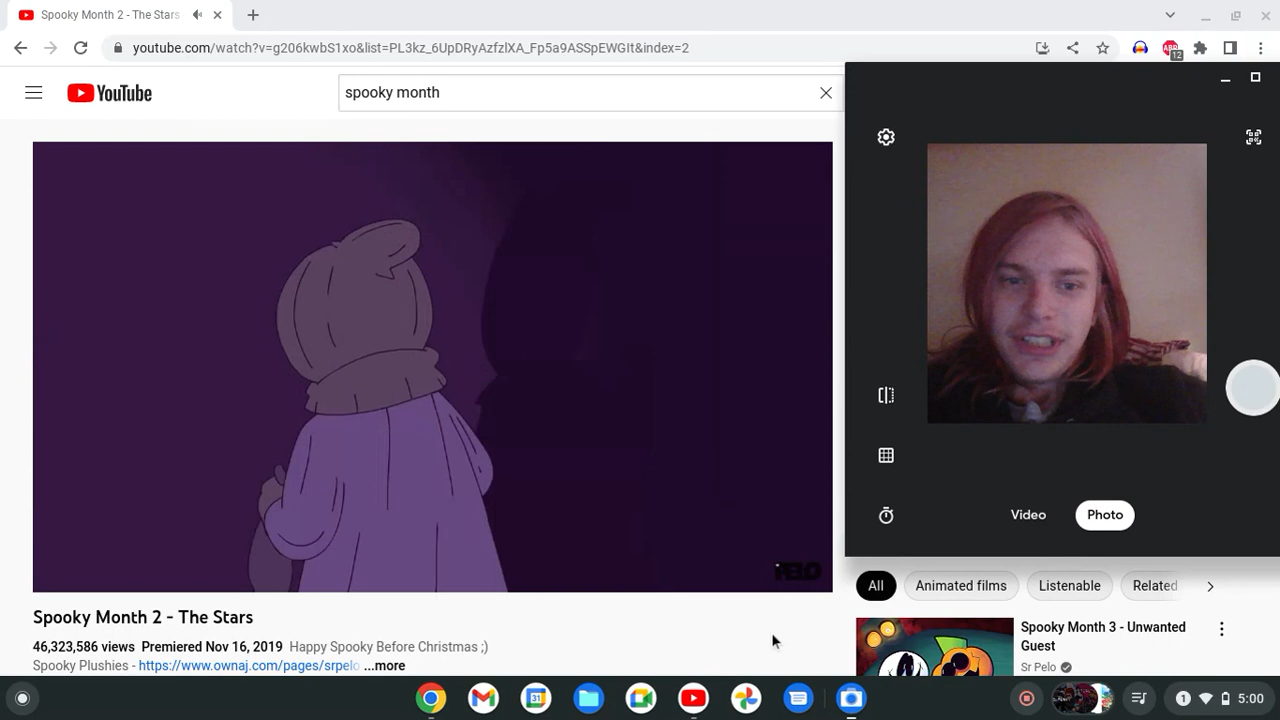 Spooky Month 2 - The Stars
youtube.com/watch?v=g206kwbS1xo&list=PL3kz_6UpDRyAzfzlXA_Fp5a9ASSpEWGIt&index=2
12
YouTube
spooky month
Video
Photo
All
Animated films
Listenable
Related
Spooky Month 2 - The Stars
46,323,586 views Premiered Nov 16, 2019 Happy Spooky Before Christmas ;)
Spooky Plushies - https://www.ownaj.com/pages/srpelo ...more
Spooky Month 3 - Unwanted
Guest
Sr Pelo
31
1
5:00